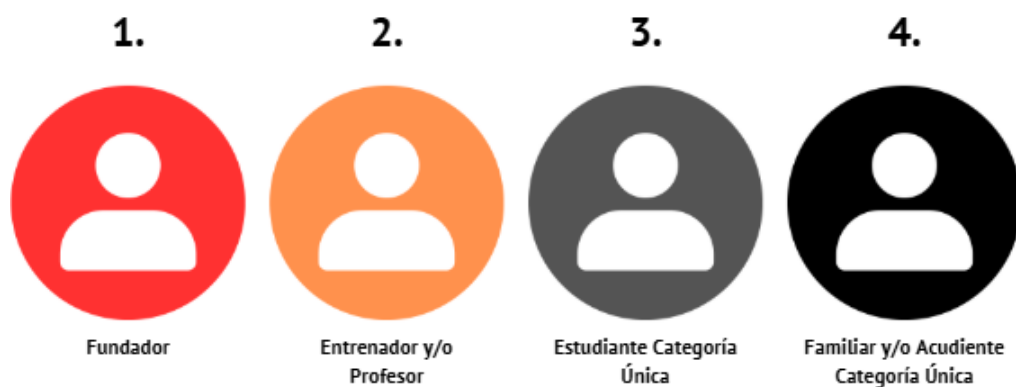 1.
2.
3.
4.
Fundador
Entrenador y/o
Profesor
Estudiante Categoría
Única
Familiar y/o Acudiente
Categoría Única